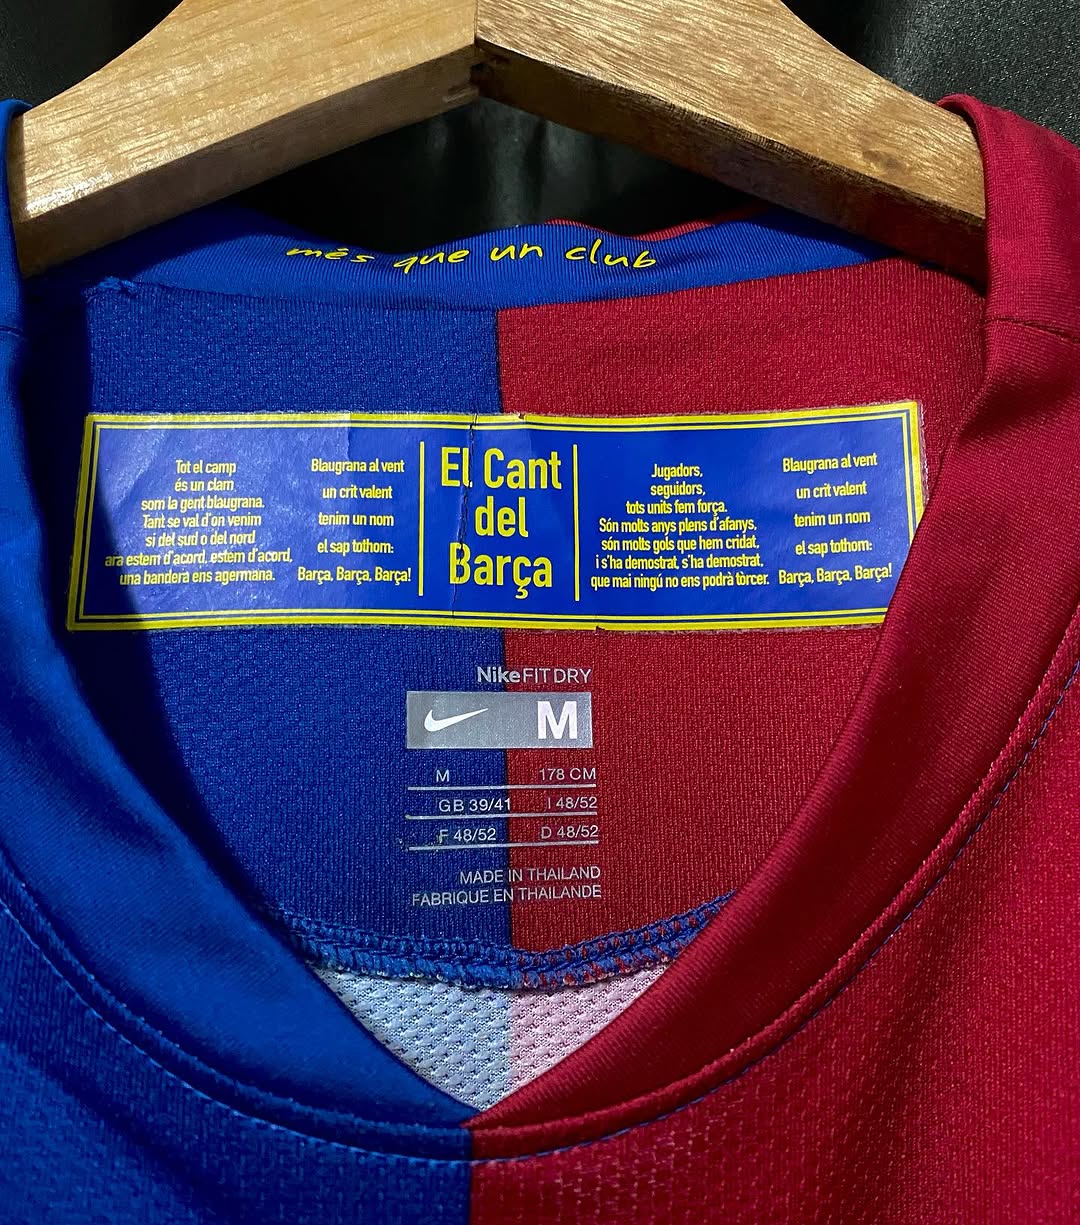 més que un club
Tot el camp
és un clam
som la gent blaugrana.
Tant se val d'on venim
si del sud o del nord
ara estem d'acord, estem d'acord,
una bandera ens agermana.
Blaugrana al vent
un crit valent
tenim un nom
el sap tothom:
Barça, Barça, Barça!
El Cant
del
Barça
Jugadors,
seguidors,
tots units fem força.
Són molts anys plens d'afanys,
són molts gols que hem cridat,
i s'ha demostrat, s'ha demostrat,
que mai ningú no ens podrà tòrcer.
Blaugrana al vent
un crit valent
tenim un nom
el sap tothom:
Barça, Barça, Barça!
NikeFIT DRY
M
M 178 CM
GB 39/41 I 48/52
F 48/52 D 48/52
MADE IN THAILAND
FABRIQUE EN THAILANDE